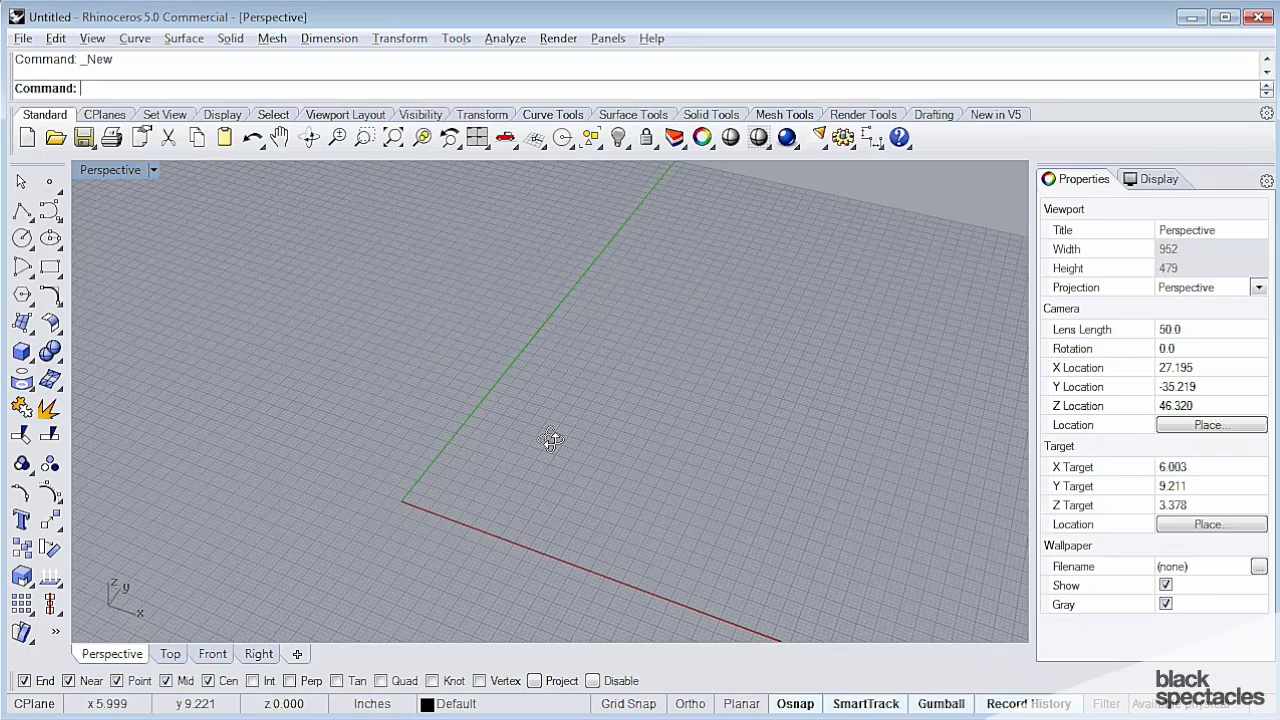 Untitled - Rhinoceros 5.0 Commercial - [Perspective]
File Edit View Curve Surface Solid Mesh Dimension Transform Tools Analyze Render Panels Help
Command: _New
Command:
Standard CPlanes Set View Display Select Viewport Layout Visibility Transform Curve Tools Surface Tools Solid Tools Mesh Tools Render Tools Drafting New in V5
Perspective
Properties Display
Viewport
Title Perspective
Width 952
Height 479
Projection Perspective
Camera
Lens Length 50.0
Rotation 0.0
X Location 27.195
Y Location -35.219
Z Location 46.320
Location Place...
Target
X Target 6.003
Y Target 9.211
Z Target 3.378
Location Place...
Wallpaper
Filename (none) ...
Show
Gray
z y x
Perspective Top Front Right
End Near Point Mid Cen Int Perp Tan Quad Knot Vertex Project Disable
x 5.999 y 9.221 z 0.000 Inches Default Grid Snap Ortho Planar Osnap SmartTrack Gumball Record History Filter
black
spectacles